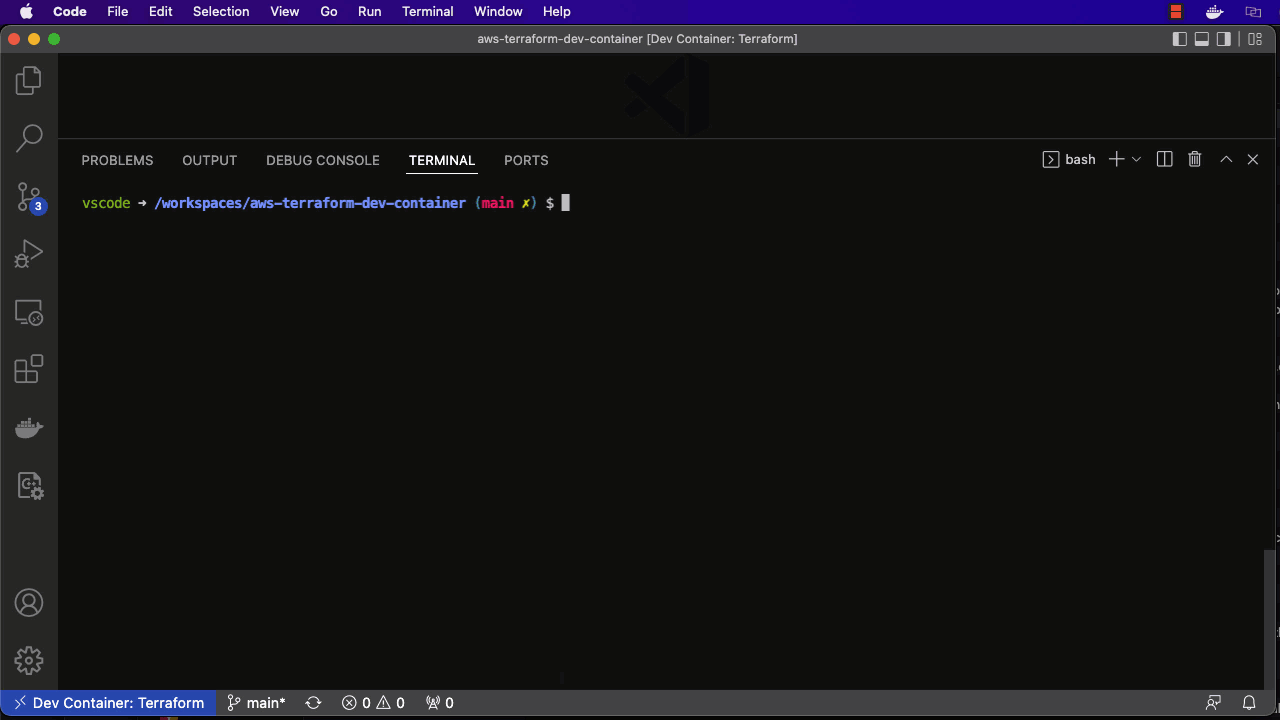 Code File Edit Selection View Go Run Terminal Window Help
aws-terraform-dev-container [Dev Container: Terraform]
PROBLEMS OUTPUT DEBUG CONSOLE TERMINAL PORTS bash
vscode → /workspaces/aws-terraform-dev-container (main ✗) $
3
Dev Container: Terraform main* 0 0 0